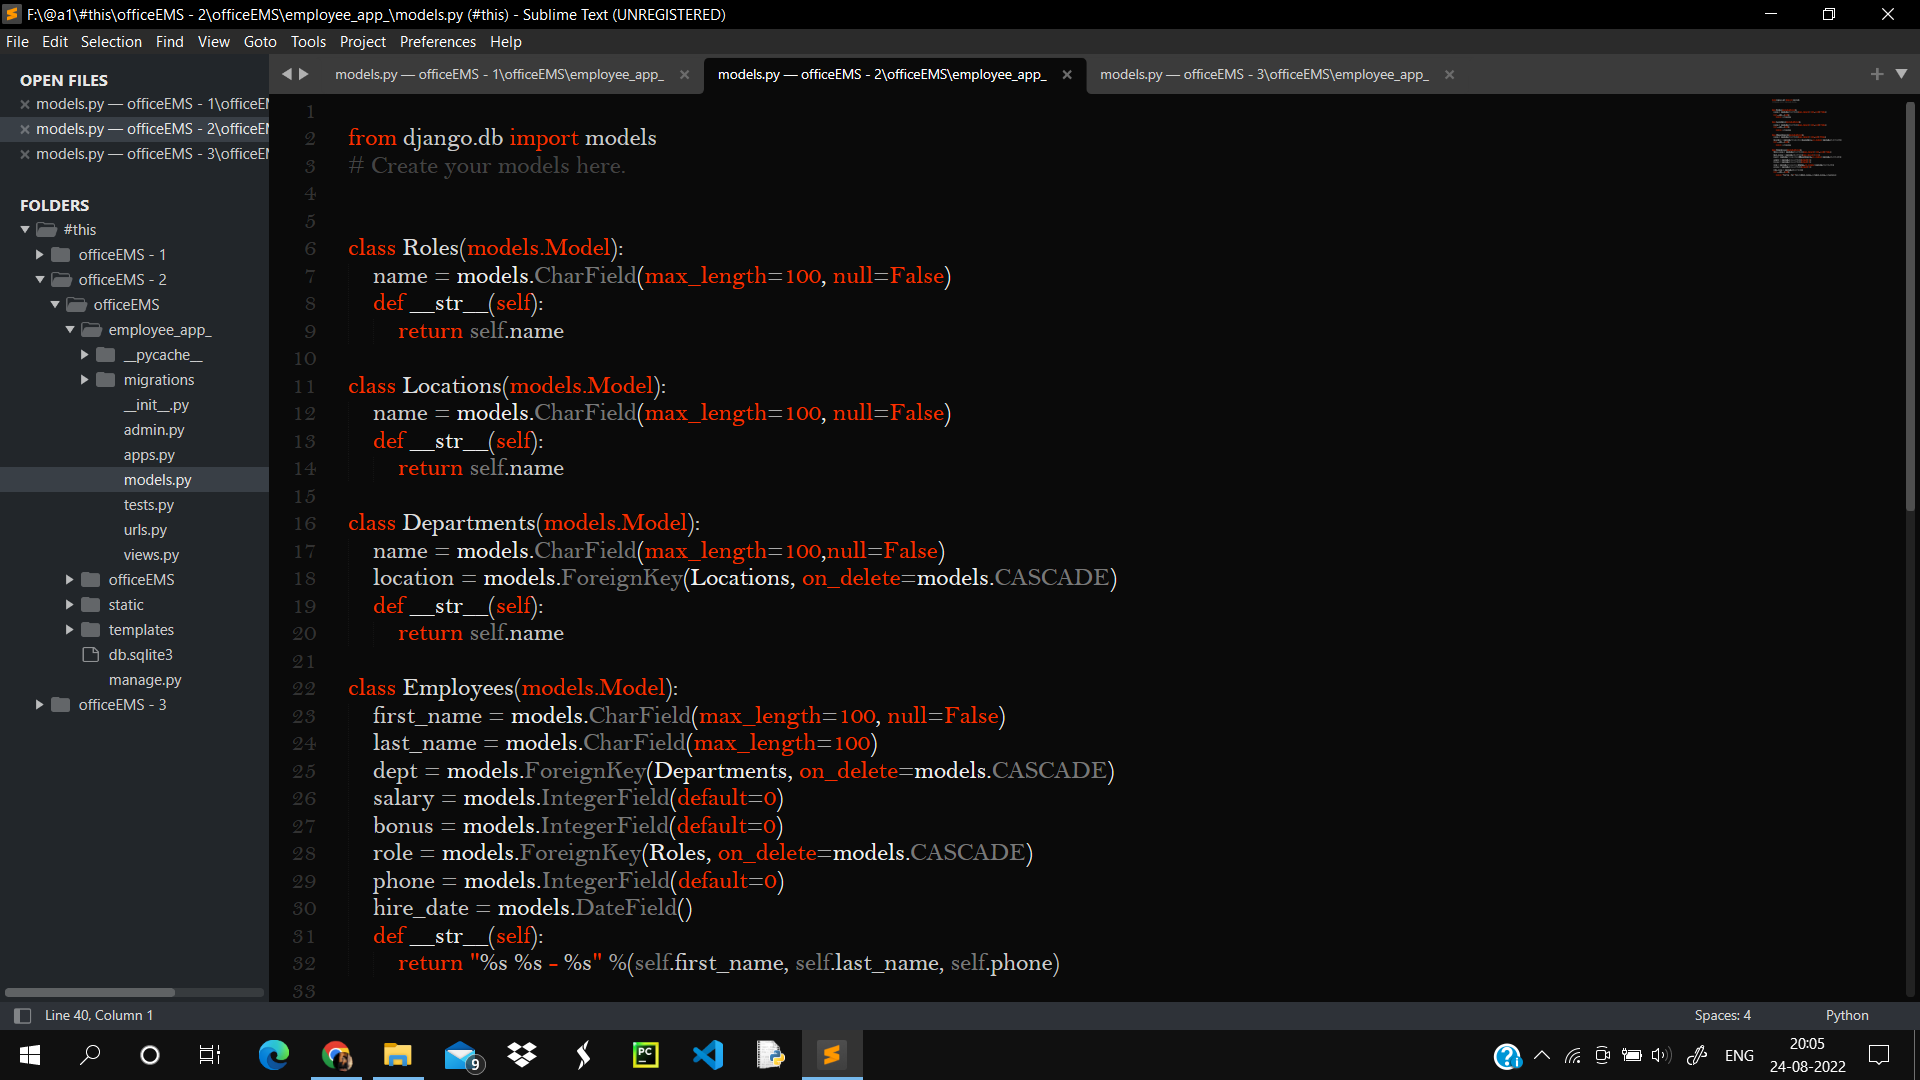 F:\@a1\#this\officeEMS - 2\officeEMS\employee_app_\models.py (#this) - Sublime Text (UNREGISTERED)
File Edit Selection Find View Goto Tools Project Preferences Help
OPEN FILES
models.py — officeEMS - 1\officeE
models.py — officeEMS - 2\officeE
models.py — officeEMS - 3\officeE
FOLDERS
#this
officeEMS - 1
officeEMS - 2
officeEMS
employee_app_
__pycache__
migrations
__init__.py
admin.py
apps.py
models.py
tests.py
urls.py
views.py
officeEMS
static
templates
db.sqlite3
manage.py
officeEMS - 3
models.py — officeEMS - 1\officeEMS\employee_app_
models.py — officeEMS - 2\officeEMS\employee_app_
models.py — officeEMS - 3\officeEMS\employee_app_
1
2 from django.db import models
3 # Create your models here.
4
5
6 class Roles(models.Model):
7     name = models.CharField(max_length=100, null=False)
8     def __str__(self):
9         return self.name
10
11 class Locations(models.Model):
12     name = models.CharField(max_length=100, null=False)
13     def __str__(self):
14         return self.name
15
16 class Departments(models.Model):
17     name = models.CharField(max_length=100,null=False)
18     location = models.ForeignKey(Locations, on_delete=models.CASCADE)
19     def __str__(self):
20         return self.name
21
22 class Employees(models.Model):
23     first_name = models.CharField(max_length=100, null=False)
24     last_name = models.CharField(max_length=100)
25     dept = models.ForeignKey(Departments, on_delete=models.CASCADE)
26     salary = models.IntegerField(default=0)
27     bonus = models.IntegerField(default=0)
28     role = models.ForeignKey(Roles, on_delete=models.CASCADE)
29     phone = models.IntegerField(default=0)
30     hire_date = models.DateField()
31     def __str__(self):
32         return "%s %s - %s" %(self.first_name, self.last_name, self.phone)
33
Line 40, Column 1
Spaces: 4
Python
9
PC
ENG
20:05
24-08-2022